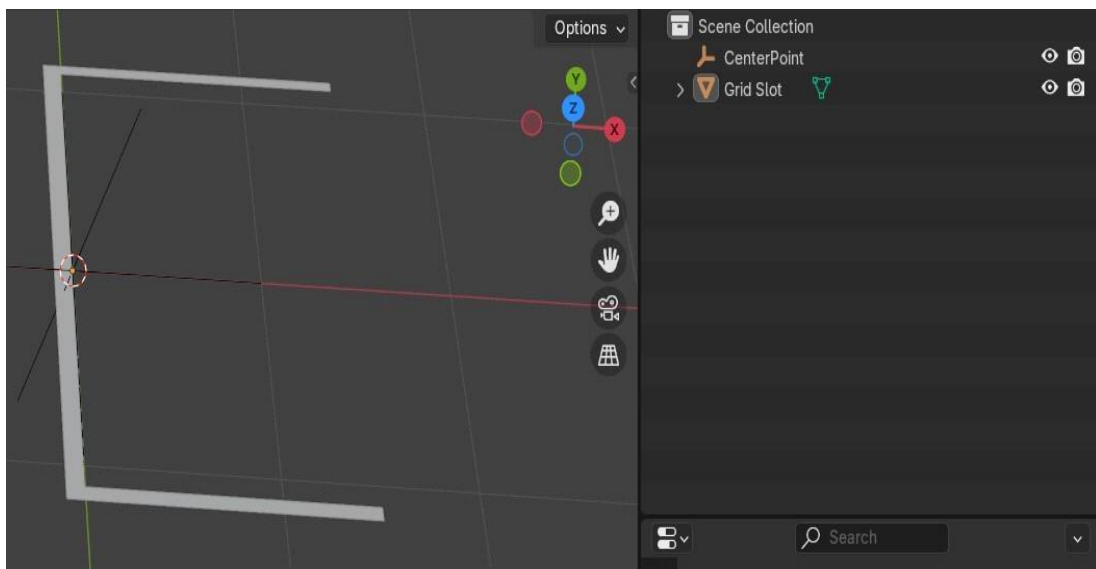 Options
Y
Z
X
Scene Collection
CenterPoint
Grid Slot
Search